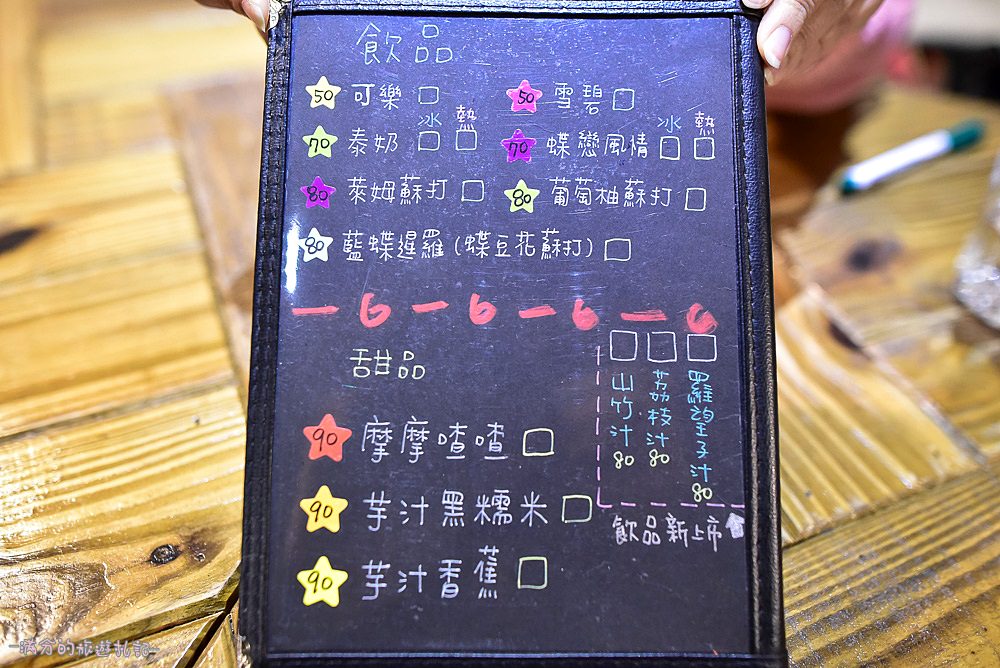 飲品
50 可樂 □ 50 雪碧 □
冰 熱 冰 熱
70 泰奶 □ □ 70 蝶戀風情 □ □
80 萊姆蘇打 □ 80 葡萄柚蘇打 □
80 藍蝶暹羅(蝶豆花蘇打) □
甜品
90 摩摩喳喳 □
90 芋汁黑糯米 □
90 芋汁香蕉 □
□ 山竹汁 80
□ 荔枝汁 80
□ 羅望子汁 80
飲品新上市